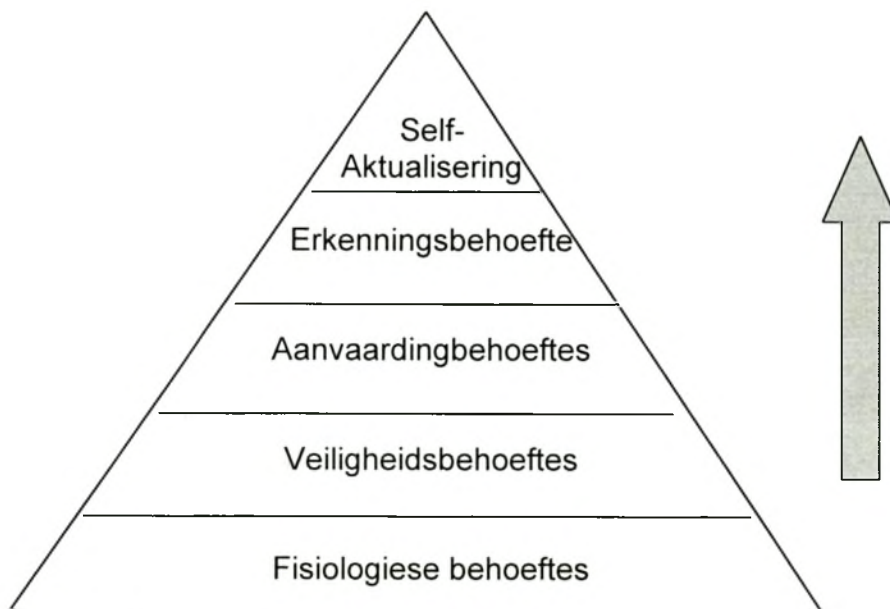 Self-
Aktualisering
Erkenningsbehoefte
Aanvaardingbehoeftes
Veiligheidsbehoeftes
Fisiologiese behoeftes